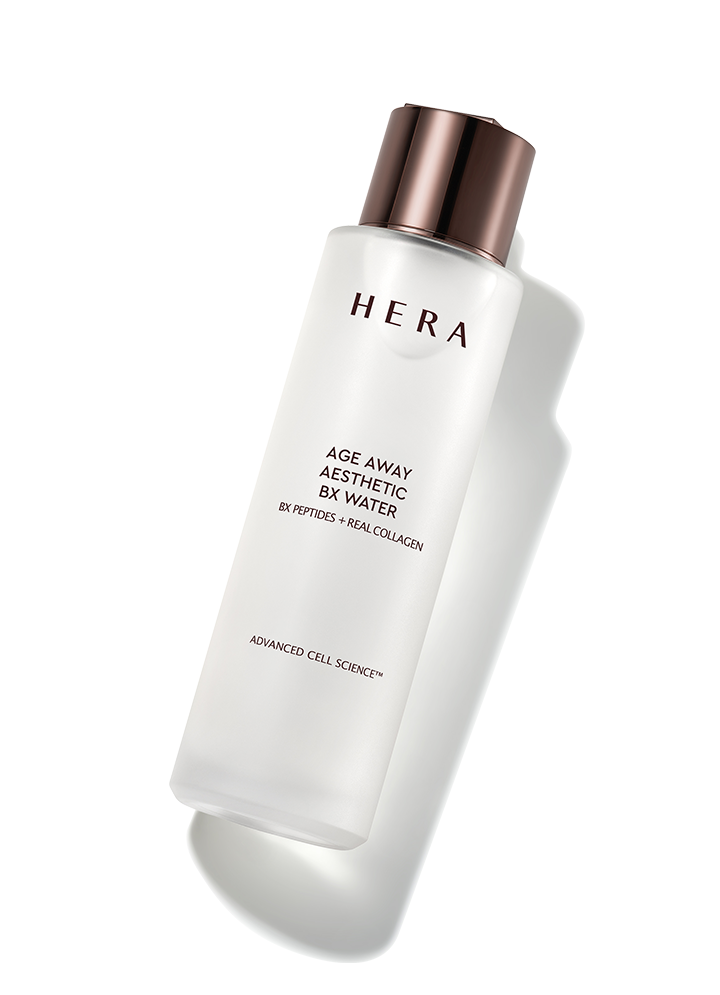 HERA
AGE AWAY
AESTHETIC
BX WATER
BX PEPTIDES + REAL COLLAGEN
ADVANCED CELL SCIENCE™